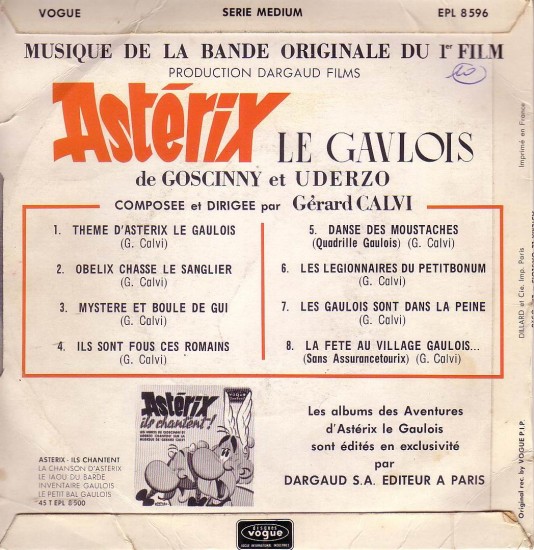 VOGUE
SERIE MEDIUM
EPL 8596
MUSIQUE DE LA BANDE ORIGINALE DU 1er FILM
PRODUCTION DARGAUD FILMS
Astérix LE GAVLOIS
de GOSCINNY et UDERZO
COMPOSEE et DIRIGEE par Gérard CALVI
1. THEME D'ASTERIX LE GAULOIS
(G. Calvi)
2. OBELIX CHASSE LE SANGLIER
(G. Calvi)
3. MYSTERE ET BOULE DE GUI
(G. Calvi)
4. ILS SONT FOUS CES ROMAINS
(G. Calvi)
5. DANSE DES MOUSTACHES
(Quadrille Gaulois) (G. Calvi)
6. LES LEGIONNAIRES DU PETITBONUM
(G. Calvi)
7. LES GAULOIS SONT DANS LA PEINE
(G. Calvi)
8. LA FETE AU VILLAGE GAULOIS...
(Sans Assurancetourix) (G. Calvi)
vogue
Astérix
ils chantent!
ASTERIX - ILS CHANTENT
LA CHANSON D'ASTERIX
LE JAOU DU BARDE
INVENTAIRE GAULOIS
LE PETIT BAL GAULOIS
45 T EPL 8500
Les albums des Aventures
d'Astérix le Gaulois
sont édités en exclusivité
par
DARGAUD S.A. EDITEUR A PARIS
DISQUES
vogue
Imprimé en France
DILLARD et Cie. Imp. Paris
Original rec. by VOGUE P.I.P.